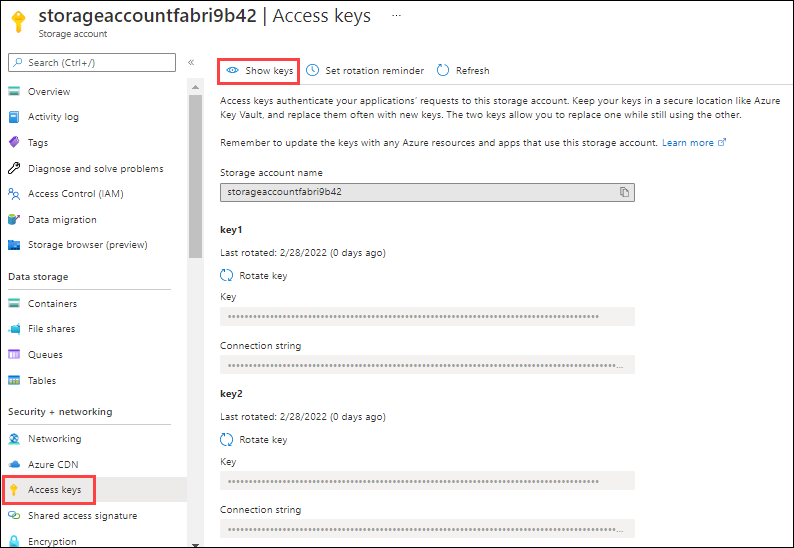 storageaccountfabri9b42 | Access keys ...
Storage account
Search (Ctrl+/)
«
Overview
Activity log
Tags
Diagnose and solve problems
Access Control (IAM)
Data migration
Storage browser (preview)
Data storage
Containers
File shares
Queues
Tables
Security + networking
Networking
Azure CDN
Access keys
Shared access signature
Encryption
Show keys
Set rotation reminder
Refresh
Access keys authenticate your applications' requests to this storage account. Keep your keys in a secure location like Azure
Key Vault, and replace them often with new keys. The two keys allow you to replace one while still using the other.
Remember to update the keys with any Azure resources and apps that use this storage account. Learn more
Storage account name
storageaccountfabri9b42
key1
Last rotated: 2/28/2022 (0 days ago)
Rotate key
Key
Connection string
key2
Last rotated: 2/28/2022 (0 days ago)
Rotate key
Key
Connection string